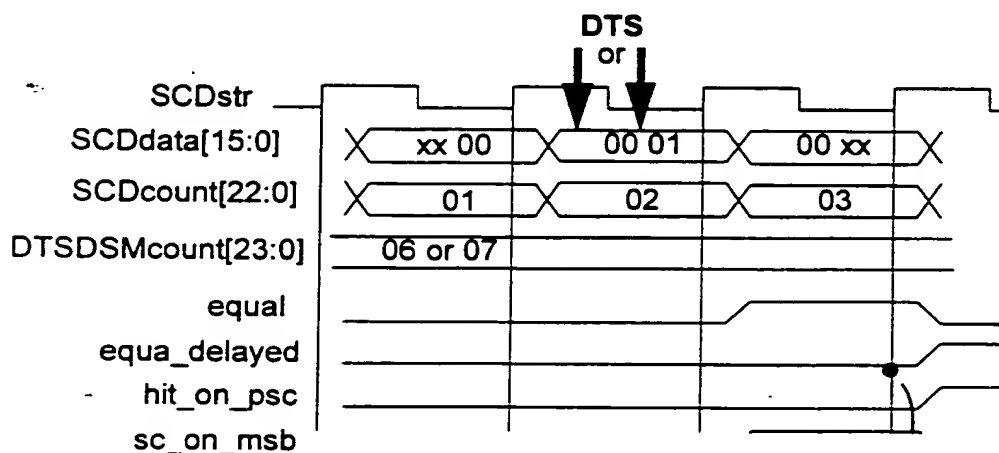 DTS
or
SCDstr
SCDdata[15:0] xx 00 00 01 00 xx
SCDcount[22:0] 01 02 03
DTSDSMcount[23:0] 06 or 07
equal
equa_delayed
hit_on_psc
sc_on_msb